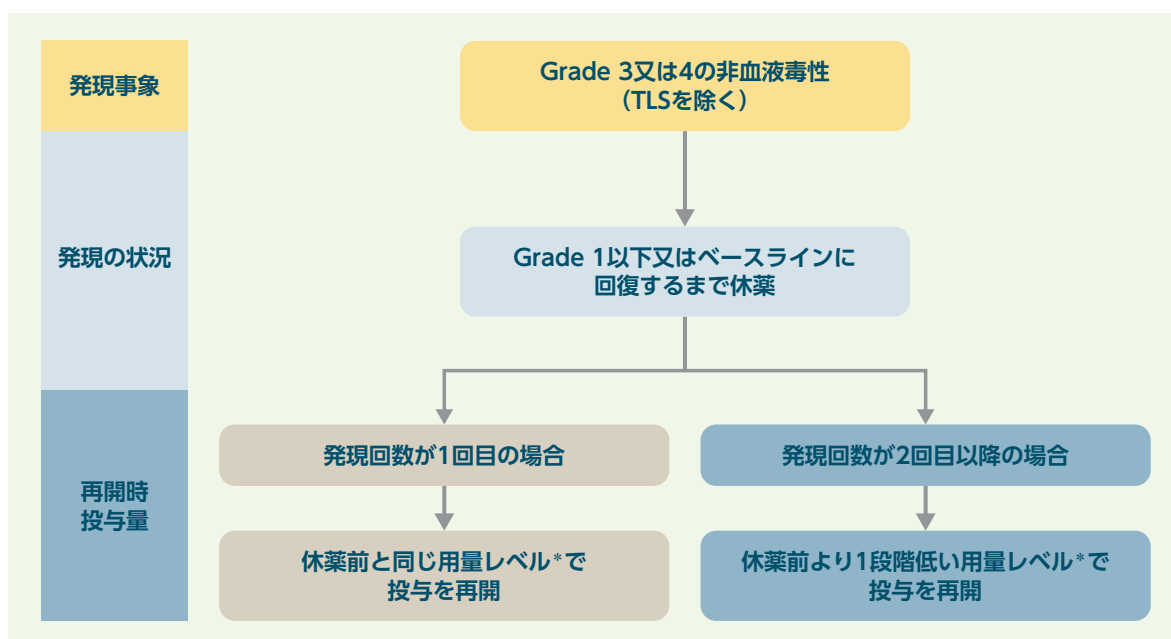 発現事象
Grade 3又は4の非血液毒性
（TLSを除く）
発現の状況
Grade 1以下又はベースラインに
回復するまで休薬
再開時
投与量
発現回数が1回目の場合
発現回数が2回目以降の場合
休薬前と同じ用量レベル*で
投与を再開
休薬前より1段階低い用量レベル*で
投与を再開